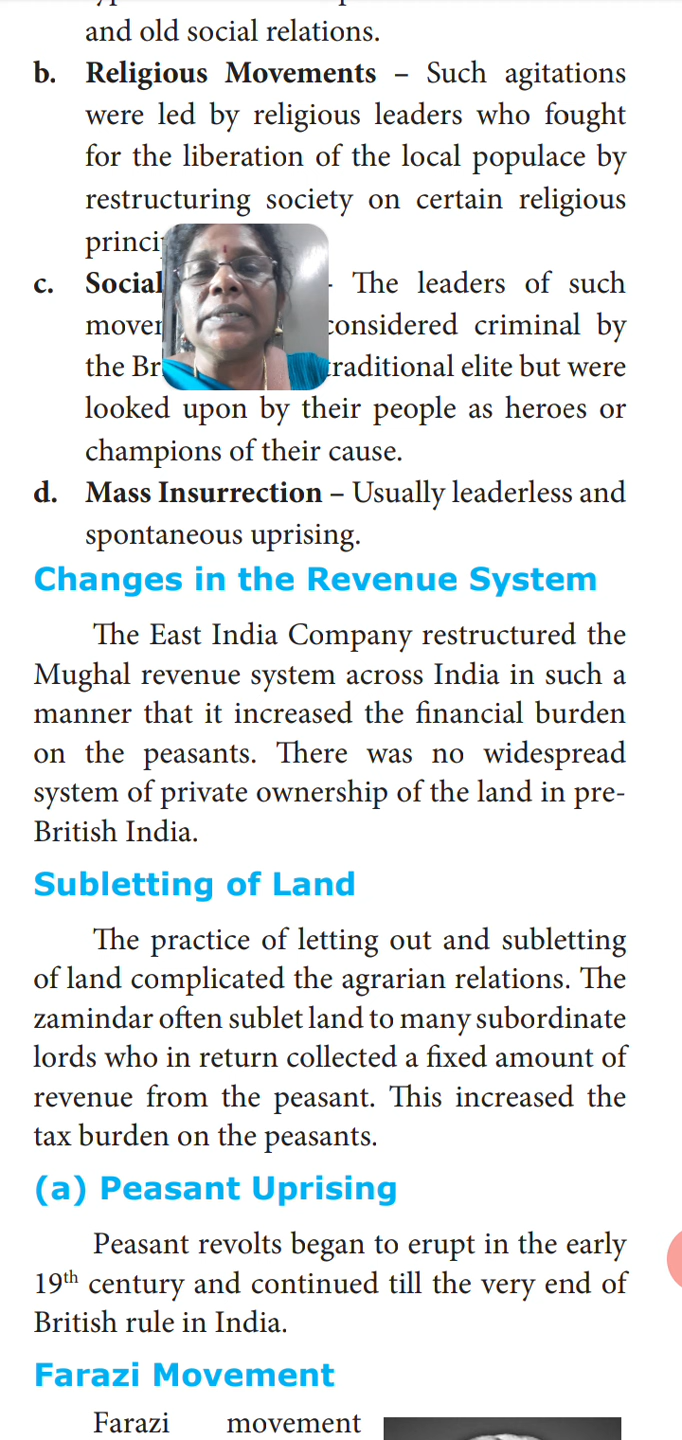 and old social relations.
b. Religious Movements – Such agitations
were led by religious leaders who fought
for the liberation of the local populace by
restructuring society on certain religious
c. Social The leaders of such
considered criminal by
the traditional elite but were
looked upon by their people as heroes or
champions of their cause.
d. Mass Insurrection – Usually leaderless and
spontaneous uprising.
Changes in the Revenue System
The East India Company restructured the
Mughal revenue system across India in such a
manner that it increased the financial burden
on the peasants. There was no widespread
system of private ownership of the land in pre-
British India.
Subletting of Land
The practice of letting out and subletting
of land complicated the agrarian relations. The
zamindar often sublet land to many subordinate
lords who in return collected a fixed amount of
revenue from the peasant. This increased the
tax burden on the peasants.
(a) Peasant Uprising
Peasant revolts began to erupt in the early
19th century and continued till the very end of
British rule in India.
Farazi Movement
Farazi movement